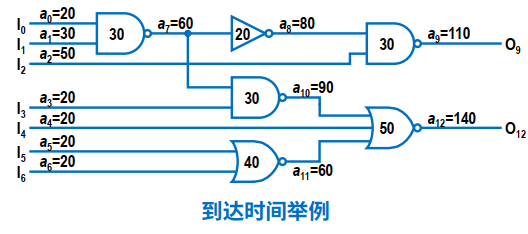 a₀=20
I₀
a₁=30
I₁
a₂=50
I₂
30
a₇=60
20
a₈=80
30
a₉=110
O₉
a₃=20
I₃
30
a₁₀=90
a₄=20
I₄
50
a₁₂=140
O₁₂
a₅=20
I₅
40
a₆=20
I₆
a₁₁=60
到达时间举例